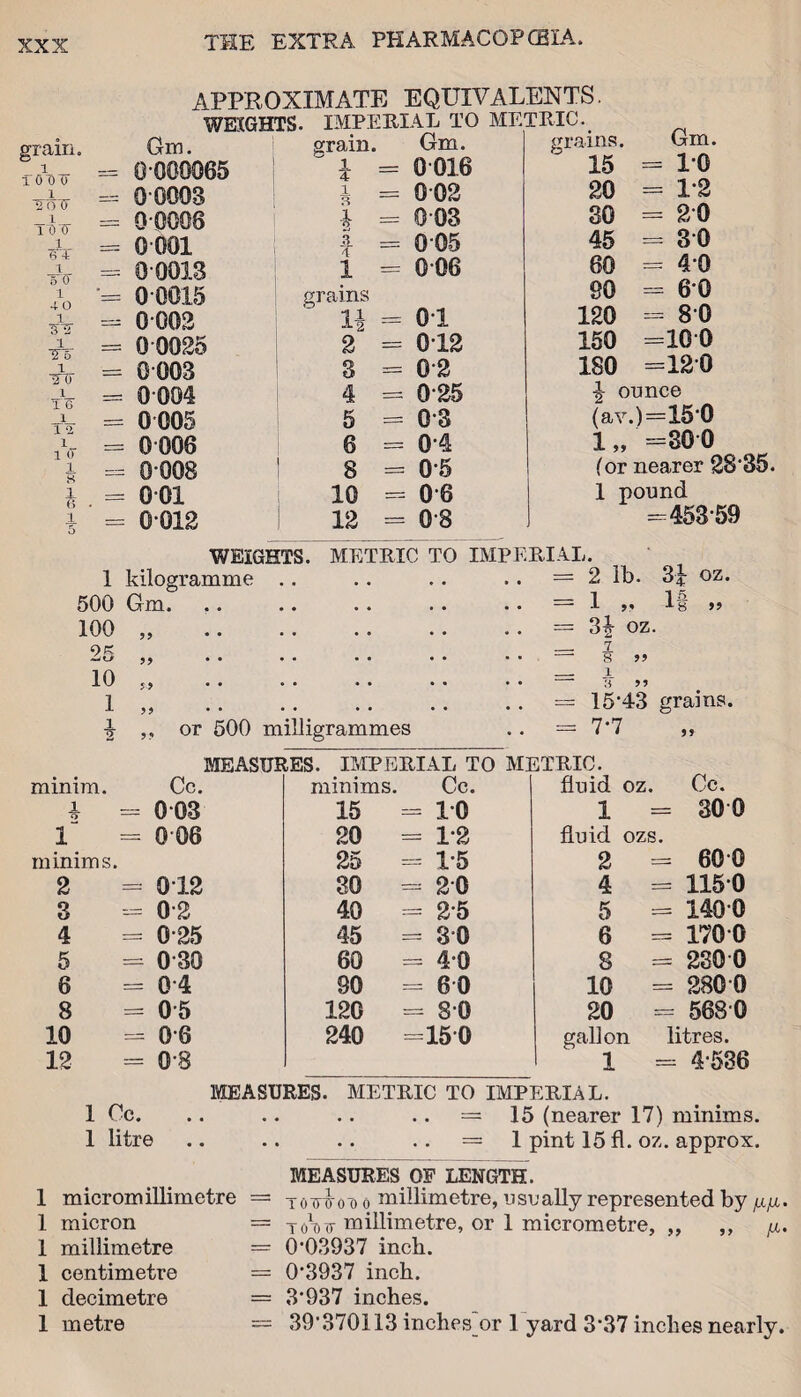 xxx THE EXTRA PHARMACOPŒIA.
APPROXIMATE EQUIVALENTS.
WEIGHTS. IMPERIAL TO METRIC.
grain. Gm.
1/1000 = 0·000065
1/200 = 0·0003
1/100 = 0·0006
1/64 = 0·001
1/50 = 0·0013
1/40 = 0·0015
1/32 = 0·002
1/25 = 0·0025
1/20 = 0·003
1/16 = 0·004
1/12 = 0·005
1/10 = 0·006
1/8 = 0·008
1/6 = 0·01
1/5 = 0·012
grain. Gm.
1/4 = 0·016
1/3 = 0·02
1/2 = 0·03
3/4 = 0·05
1 = 0·06
grains
1½ = 0·1
2 = 0·12
3 = 0·2
4 = 0·25
5 = 0·3
6 = 0·4
8 = 0·5
10 = 0·6
12 = 0·8
grains. Gm.
15 = 1·0
20 = 1·2
30 = 2·0
45 = 3·0
60 = 4·0
90 = 6·0
120 = 8·0
150 =10·0
180 =12·0
½ ounce
(av.)=15·0
1 „ =30·0
(or nearer 28·35.
1 pound
=453·59
WEIGHTS. METRIC TO IMPERIAL.
1 kilogramme .. .. .. .. = 2 lb. 3¼ oz.
500 Gm. .. .. .. .. .. = 1 „ 1⅝ „
100 „ .. .. .. .. .. = 3½ oz.
25 „ .. .. .. .. .. = ⅞ „
10 „ .. .. .. .. .. = ⅓ „
1 „ .. .. .. .. .. = 15·43 grains.
½ „ or 500 milligrammes .. = 7·7 „
MEASURES. IMPERIAL TO METRIC.
minim. Cc.
½ = 0·03
1 = 0·06
minims.
2 = 0·12
3 = 0·2
4 = 0·25
5 = 0·30
6 = 0·4
8 = 0·5
10 = 0·6
12 = 0·8
minims. Cc.
15 = 1·0
20 = 1·2
25 = 1·5
30 = 2·0
40 = 2·5
45 = 3·0
60 = 4·0
90 = 6·0
120 = 8·0
240 =15·0
fluid oz. Cc.
1 = 30·0
fluid ozs.
2 = 60·0
4 = 115·0
5 = 140·0
6 = 170·0
8 = 230·0
10 = 280·0
20 = 568·0
gallon litres.
1 = 4·536
MEASURES. METRIC TO IMPERIAL.
1 Cc. .. .. .. .. = 15 (nearer 17) minims.
1 litre .. .. .. .. = 1 pint 15 fl. oz. approx.
MEASURES OF LENGTH.
1 micromillimetre = 1/1000000 millimetre, usually represented by μμ.
1 micron = 1/1000 millimetre, or 1 micrometre, „ „ μ.
1 millimetre = 0·03937 inch.
1 centimetre = 0·3937 inch.
1 decimetre = 3·937 inches.
1 metre = 39·370113 inches or 1 yard 3·37 inches nearly.